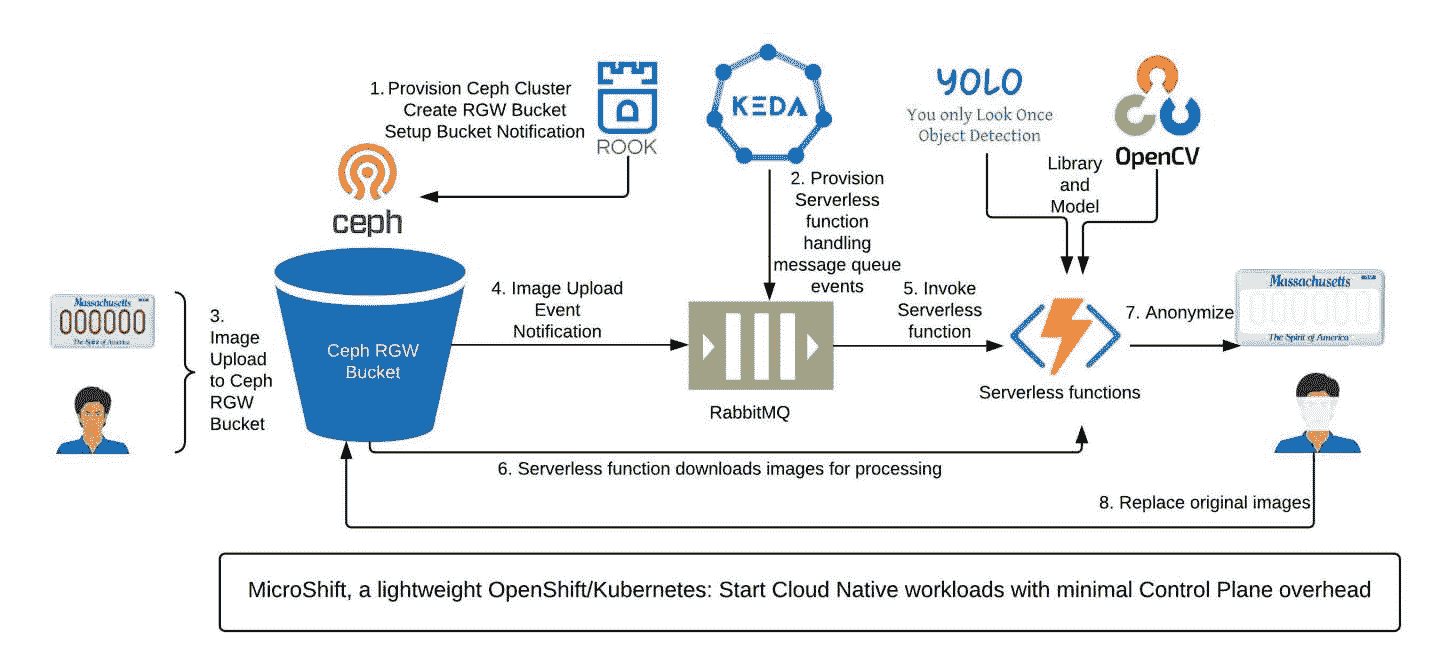 1. Provision Ceph Cluster
Create RGW Bucket
Setup Bucket Notification
ROOK
KEDA
YOLO
You only Look Once
Object Detection
OpenCV
Library
and
Model
ceph
2. Provision
Serverless
function
handling
message queue
events
Massachusetts
000000
The Spirit of America
3.
Image
Upload
to Ceph
RGW
Bucket
Ceph RGW
Bucket
4. Image Upload
Event
Notification
RabbitMQ
5. Invoke
Serverless
function
Serverless functions
7. Anonymize
Massachusetts
The Spirit of America
6. Serverless function downloads images for processing
8. Replace original images
MicroShift, a lightweight OpenShift/Kubernetes: Start Cloud Native workloads with minimal Control Plane overhead